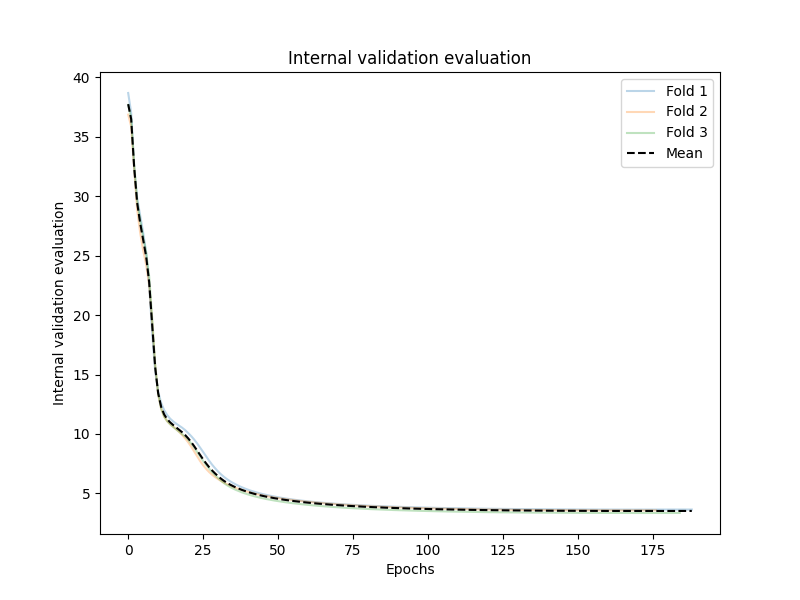 Internal validation evaluation
Internal validation evaluation
40
35
30
25
20
15
10
5
0
25
50
75
100
125
150
175
Epochs
Fold 1
Fold 2
Fold 3
Mean